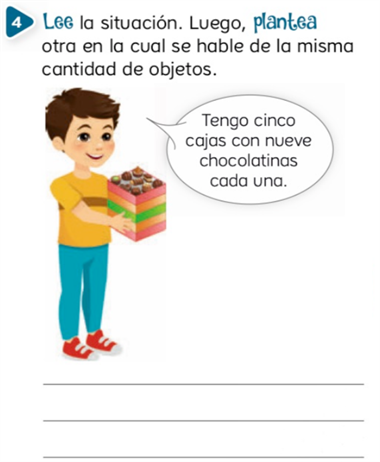 4 Lee la situación. Luego, plantea
otra en la cual se hable de la misma
cantidad de objetos.
Tengo cinco
cajas con nueve
chocolatinas
cada una.